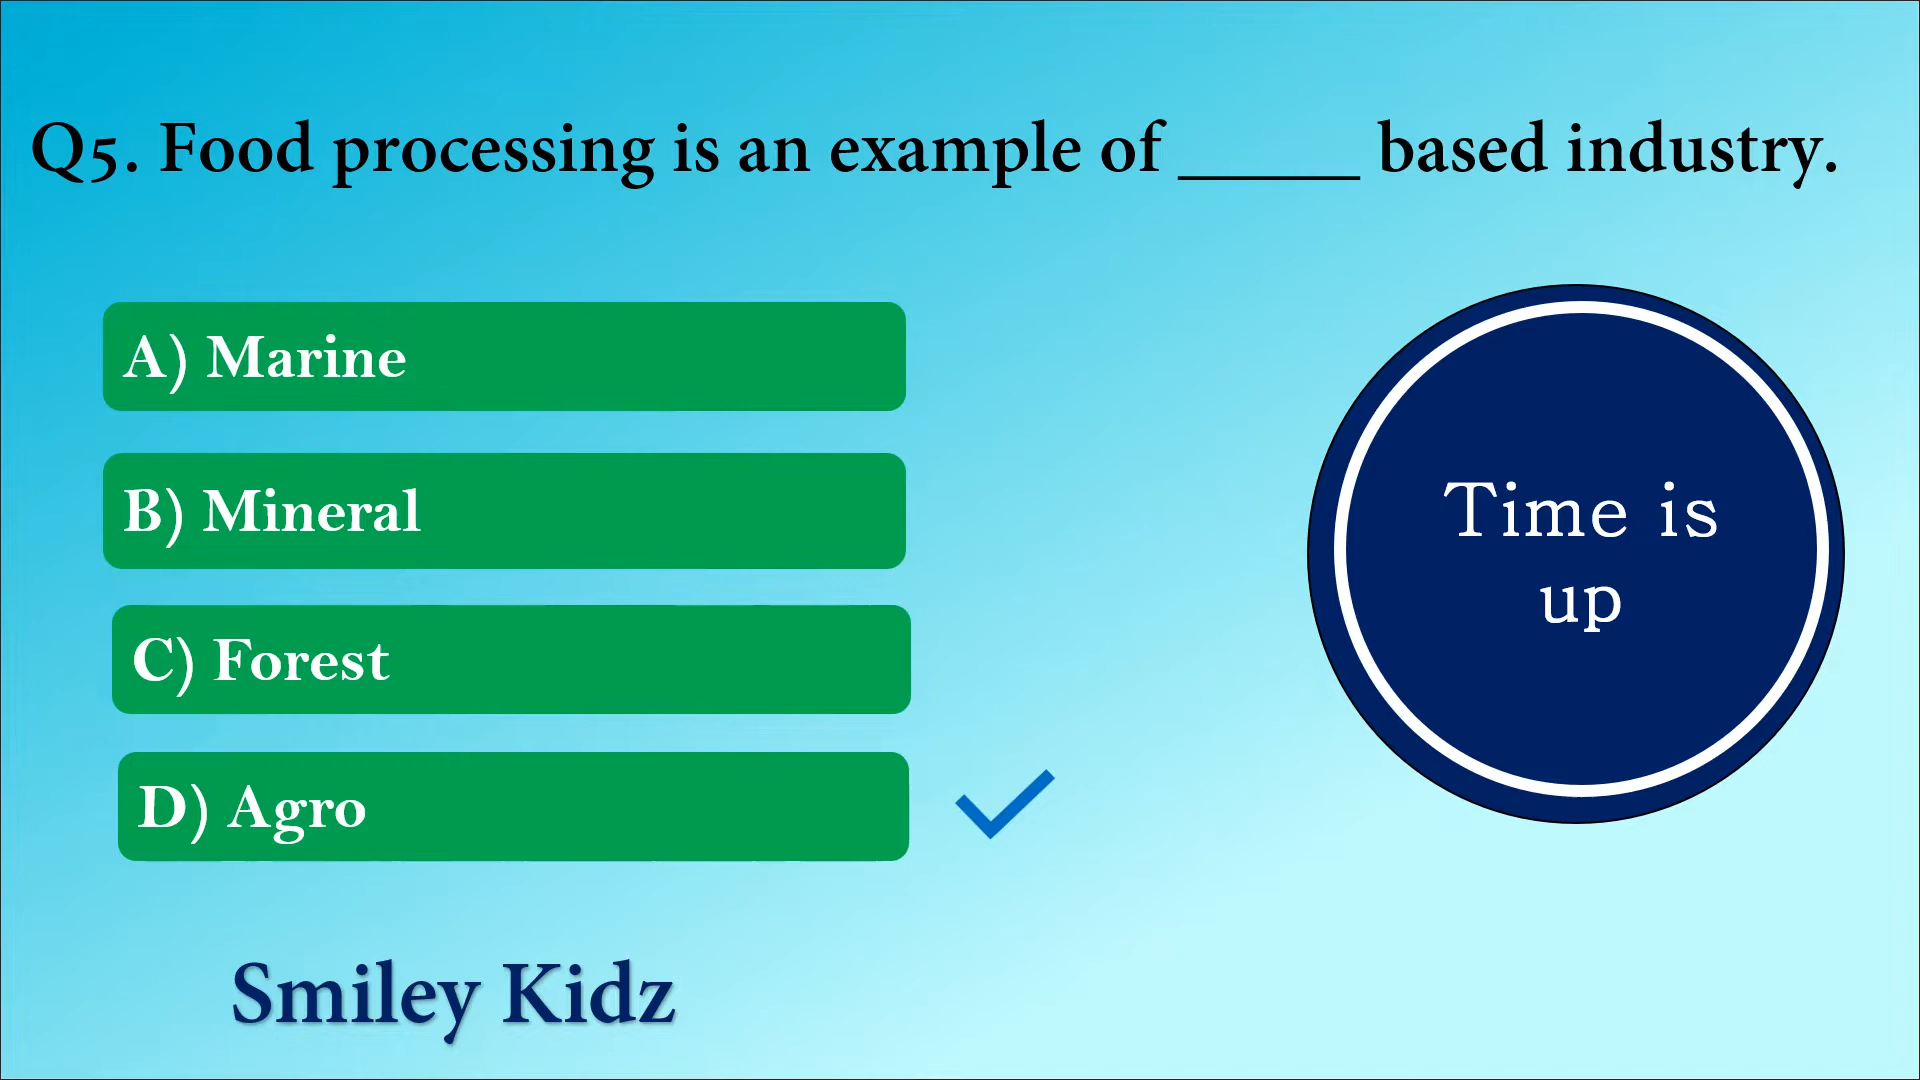 Q5. Food processing is an example of _____ based industry.
A) Marine
B) Mineral
C) Forest
D) Agro
Time is
up
Smiley Kidz